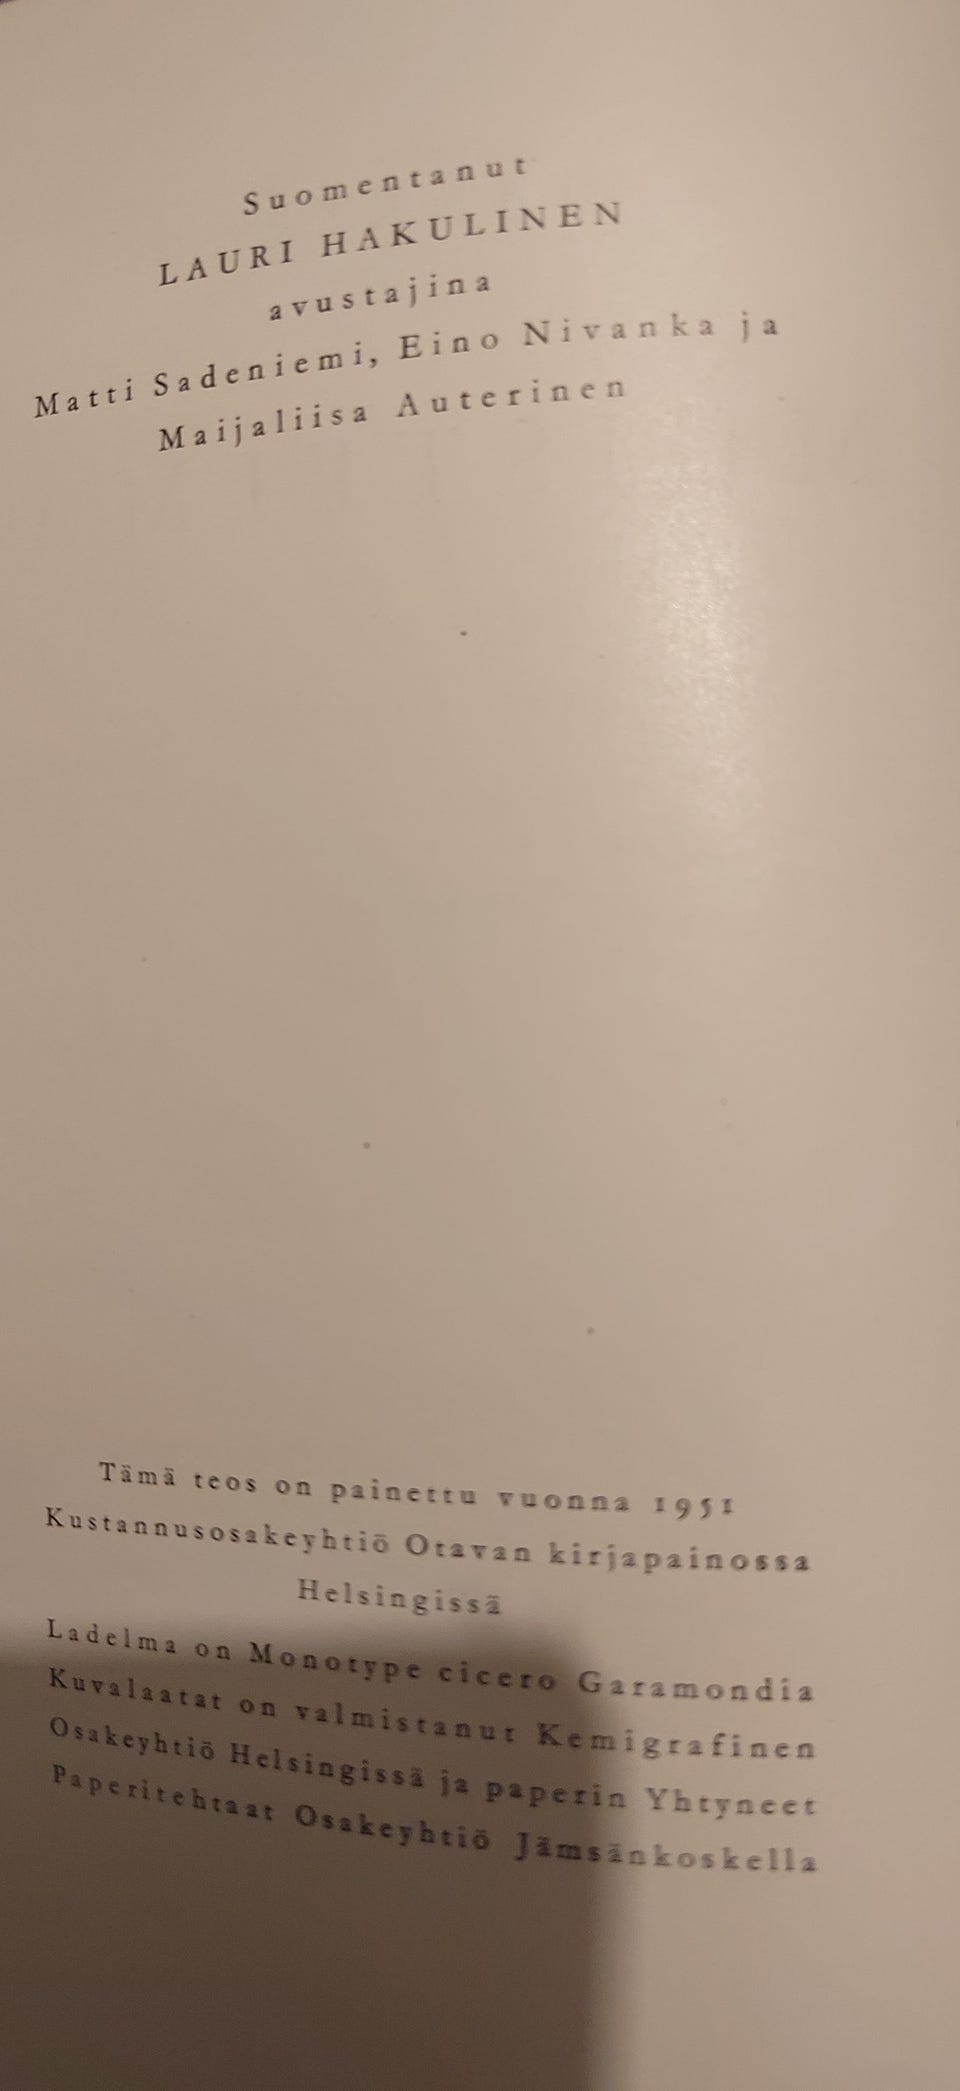 Suomentanut
LAURI HAKULINEN
avustajina
Matti Sadeniemi, Eino Nivanka ja
Maijaliisa Auterinen
Tämä teos on painettu vuonna 1951
Kustannusosakeyhtiö Otavan kirjapainossa
Helsingissä
Ladelma on Monotype cicero Garamondia
Kuvalaatat on valmistanut Kemigrafinen
Osakeyhtiö Helsingissä ja paperin Yhtyneet
Paperitehtaat Osakeyhtiö Jämsänkoskella